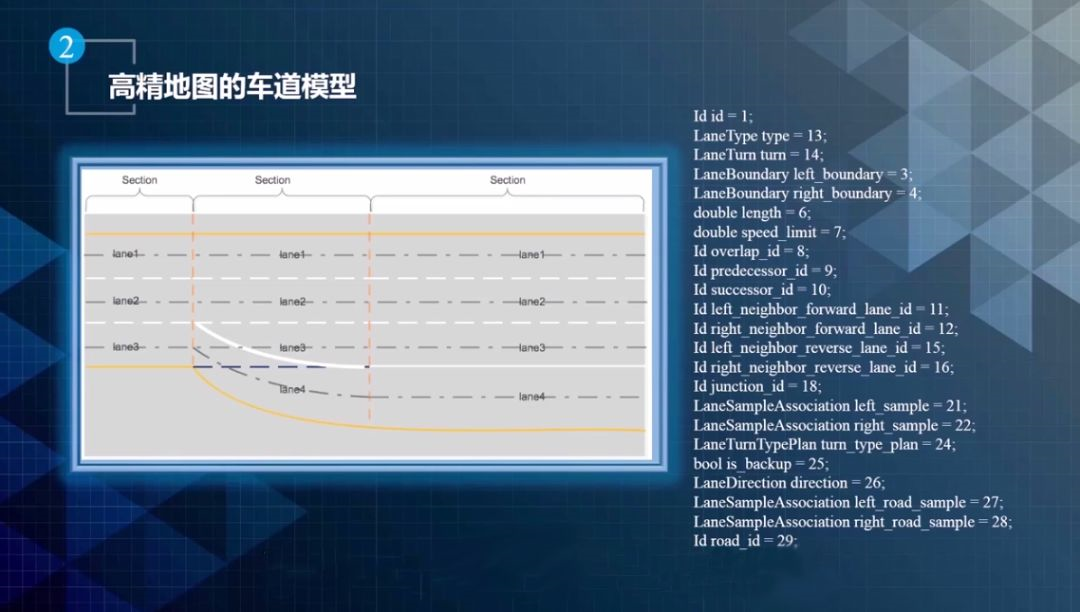 2
高精地图的车道模型
Section Section Section
lane1 lane1 lane1
lane2 lane2 lane2
lane3 lane3 lane3
lane4 lane4
Id id = 1;
LaneType type = 13;
LaneTurn turn = 14;
LaneBoundary left_boundary = 3;
LaneBoundary right_boundary = 4;
double length = 6;
double speed_limit = 7;
Id overlap_id = 8;
Id predecessor_id = 9;
Id successor_id = 10;
Id left_neighbor_forward_lane_id = 11;
Id right_neighbor_forward_lane_id = 12;
Id left_neighbor_reverse_lane_id = 15;
Id right_neighbor_reverse_lane_id = 16;
Id junction_id = 18;
LaneSampleAssociation left_sample = 21;
LaneSampleAssociation right_sample = 22;
LaneTurnTypePlan turn_type_plan = 24;
bool is_backup = 25;
LaneDirection direction = 26;
LaneSampleAssociation left_road_sample = 27;
LaneSampleAssociation right_road_sample = 28;
Id road_id = 29;